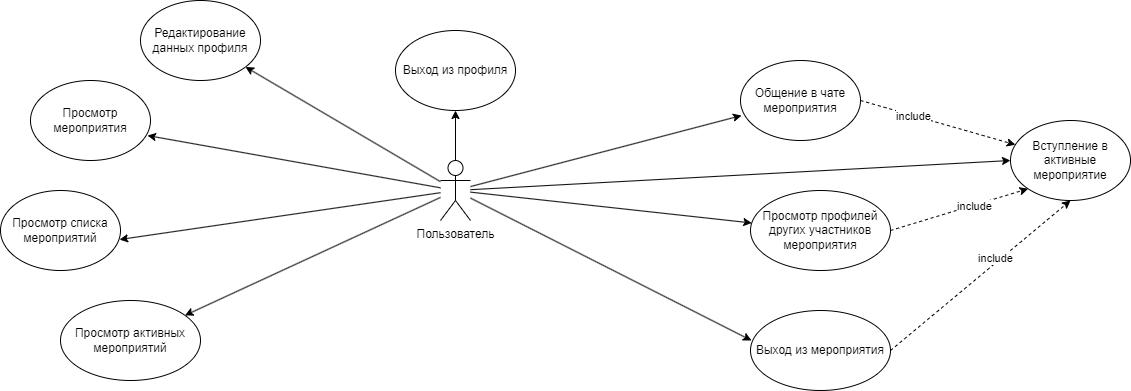 Редактирование
данных профиля
Выход из профиля
Просмотр
мероприятия
Просмотр списка
мероприятий
Просмотр активных
мероприятий
Пользователь
Общение в чате
мероприятия
include
Вступление в
активные
мероприятие
Просмотр профилей
других участников
мероприятия
include
include
Выход из мероприятия